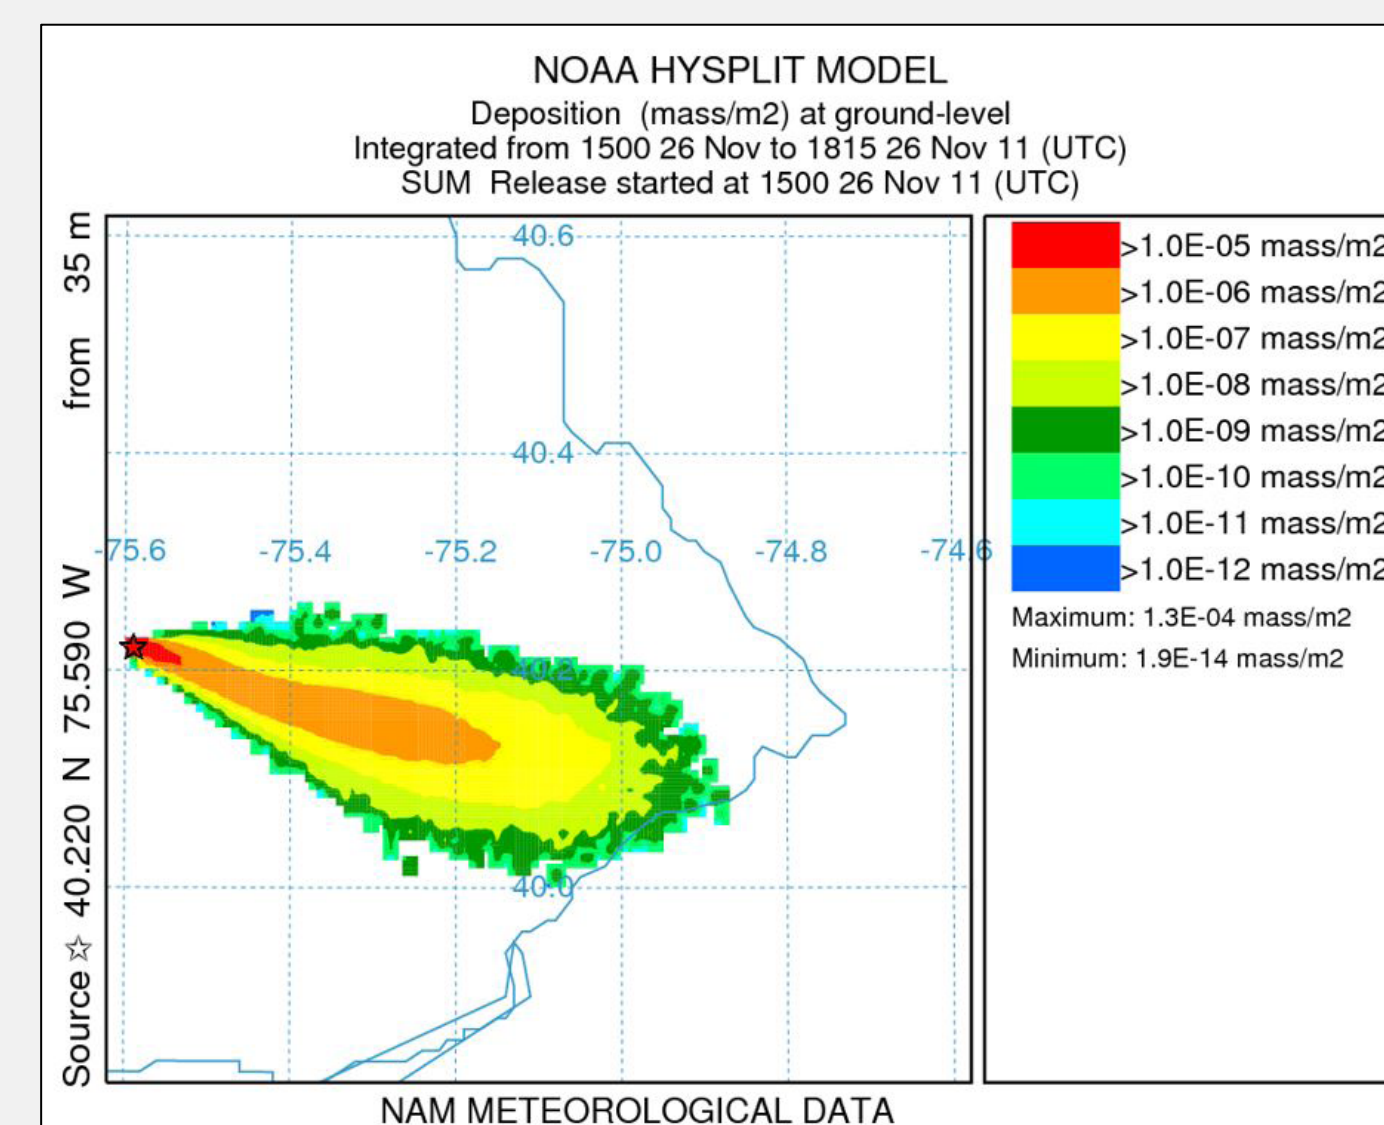 NOAA HYSPLIT MODEL
Deposition (mass/m2) at ground-level
Integrated from 1500 26 Nov to 1815 26 Nov 11 (UTC)
SUM Release started at 1500 26 Nov 11 (UTC)
Source ☆ 40.220 N 75.590 W from 35 m
40.6
40.4
-75.6 -75.4 -75.2 -75.0 -74.8 -74.6
40.2
40.0
>1.0E-05 mass/m2
>1.0E-06 mass/m2
>1.0E-07 mass/m2
>1.0E-08 mass/m2
>1.0E-09 mass/m2
>1.0E-10 mass/m2
>1.0E-11 mass/m2
>1.0E-12 mass/m2
Maximum: 1.3E-04 mass/m2
Minimum: 1.9E-14 mass/m2
NAM METEOROLOGICAL DATA